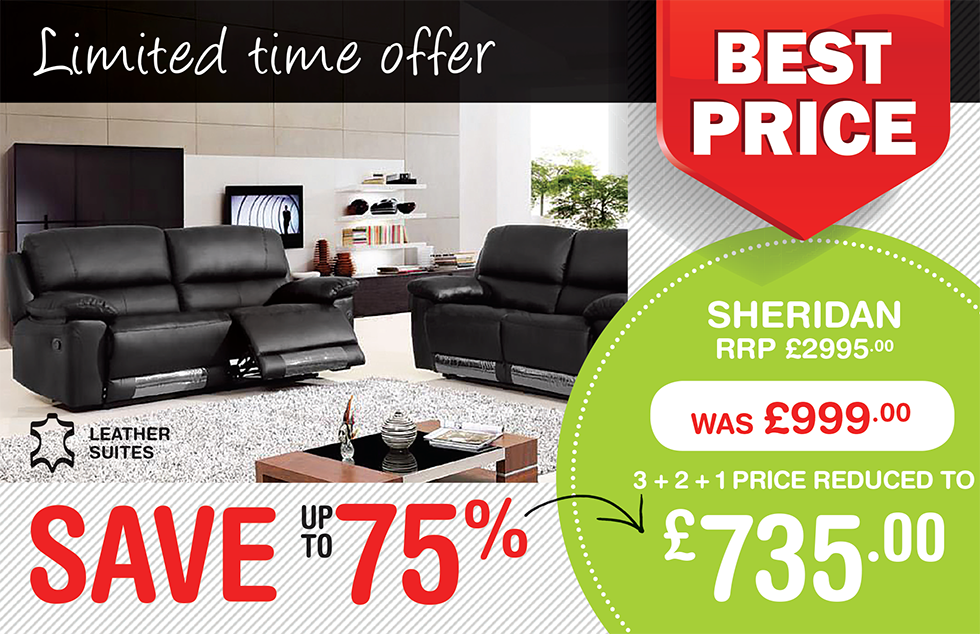 Limited time offer
BEST
PRICE
SHERIDAN
RRP £2995.00
WAS £999.00
3 + 2 + 1 PRICE REDUCED TO
£735.00
LEATHER
SUITES
SAVE UP TO 75%